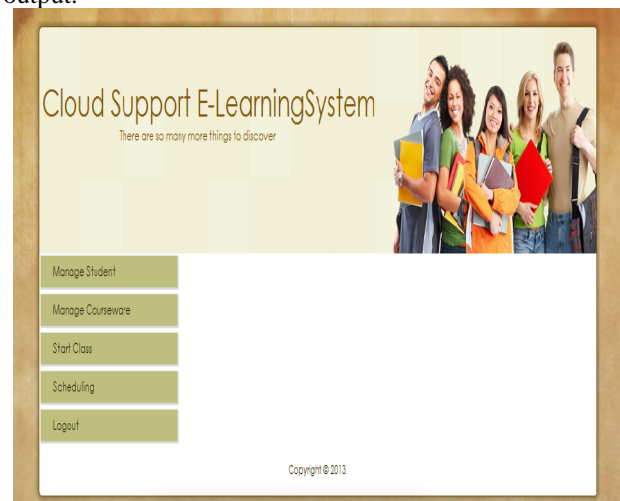 output.
Cloud Support E-LearningSystem
There are so many more things to discover
Manage Student
Manage Courseware
Start Class
Scheduling
Logout
Copyright © 2013